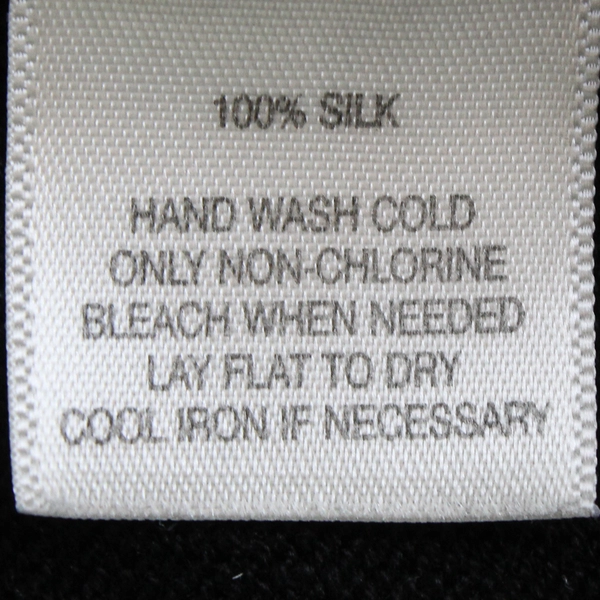 100% SILK
HAND WASH COLD
ONLY NON-CHLORINE
BLEACH WHEN NEEDED
LAY FLAT TO DRY
COOL IRON IF NECESSARY